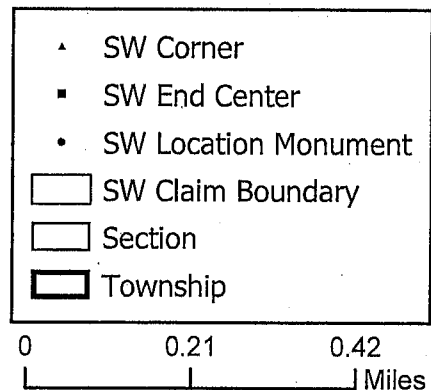 SW Corner
SW End Center
SW Location Monument
SW Claim Boundary
Section
Township
0 0.21 0.42
Miles